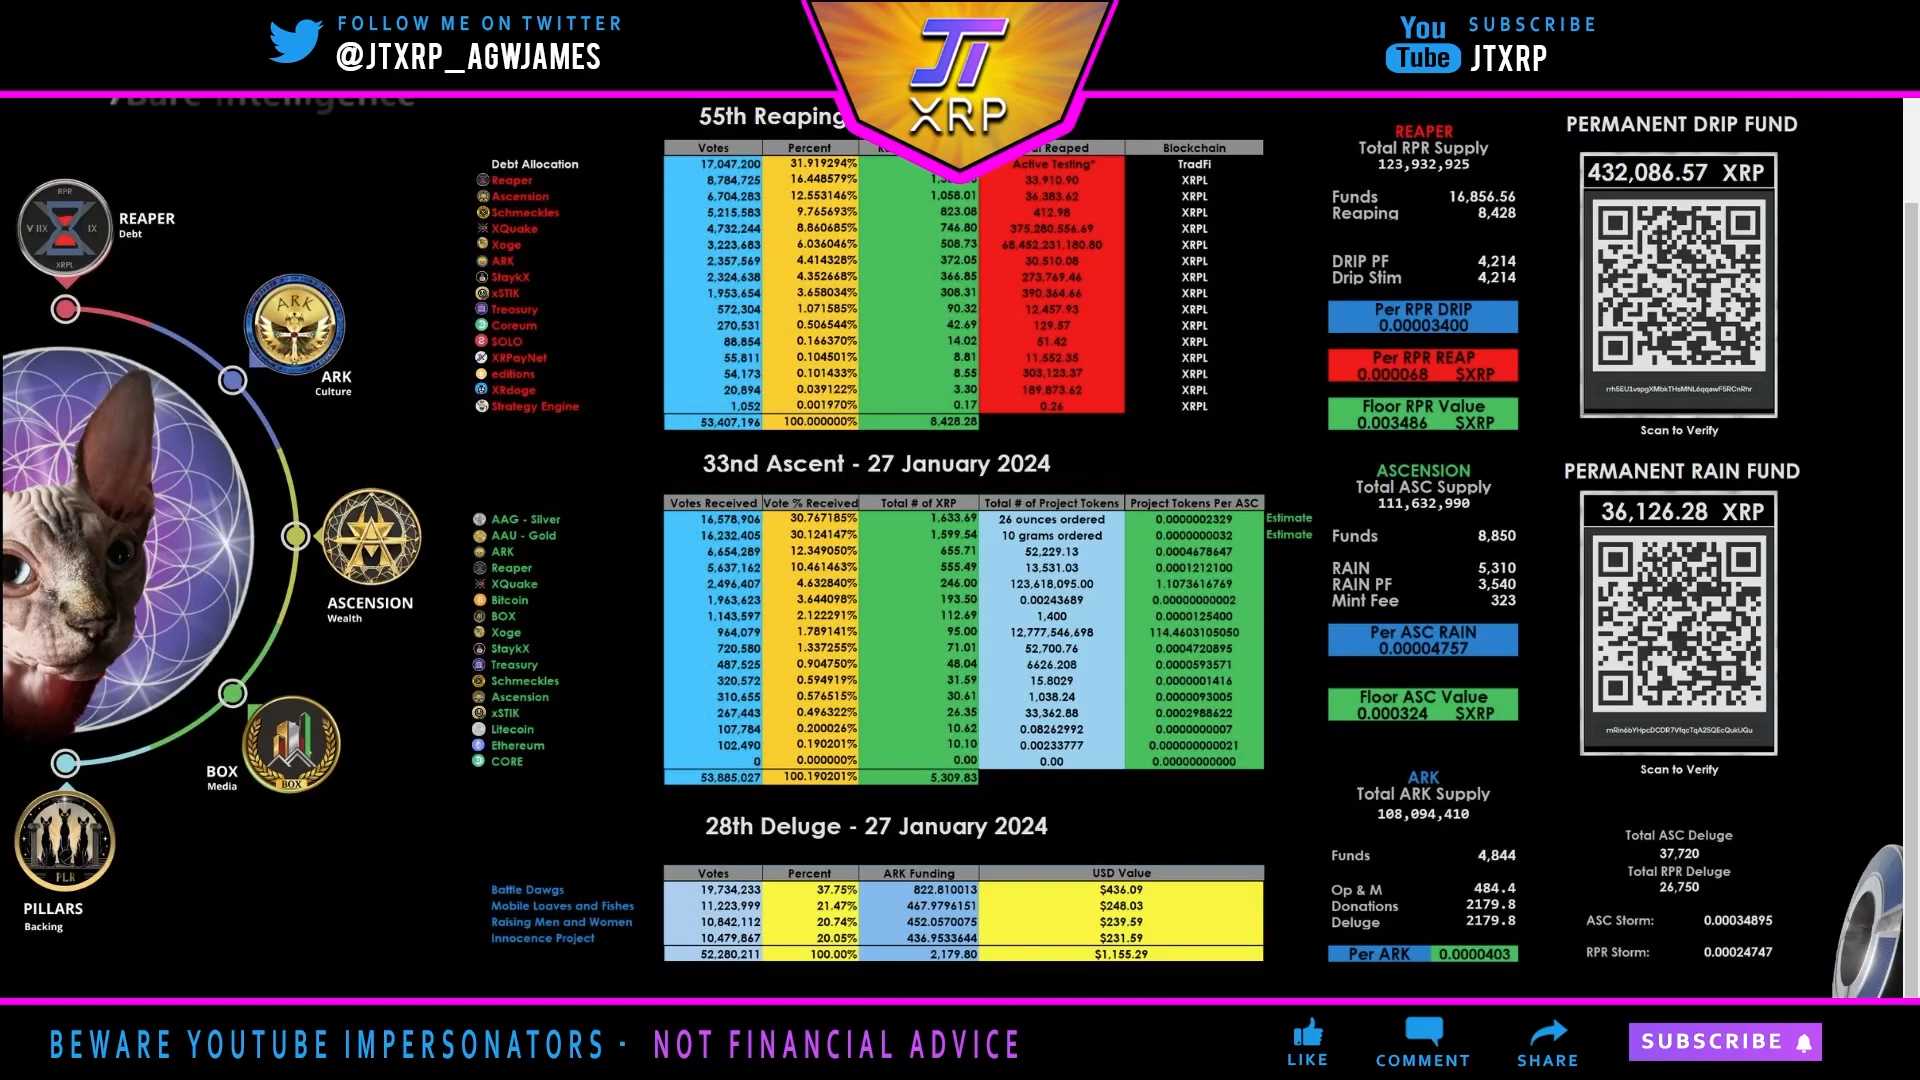 FOLLOW ME ON TWITTER
@JTXRP_AGWJAMES
JT
XRP
You
Tube
SUBSCRIBE
JTXRP
55th Reaping
Votes Percent Reaped Blockchain
Debt Allocation 17,047,200 31.919294% Active Testing* TradFi
Reaper 8,784,725 16.448579% 33,910.90 XRPL
Ascension 6,704,283 12.553146% 1,058.01 36,383.62 XRPL
Schmeckles 5,215,583 9.765693% 823.08 412.98 XRPL
XQuake 4,732,244 8.860685% 746.80 375,280,556.69 XRPL
Xoge 3,223,683 6.036046% 508.73 68,452,231,180.80 XRPL
ARK 2,357,569 4.414328% 372.05 30,510.08 XRPL
StaykX 2,324,638 4.352668% 366.85 273,769.46 XRPL
xSTIK 1,953,654 3.658034% 308.31 390,364.66 XRPL
Treasury 572,304 1.071585% 90.32 12,457.93 XRPL
Coreum 270,531 0.506544% 42.69 129.57 XRPL
SOLO 88,854 0.166370% 14.02 51.42 XRPL
XRPayNet 55,811 0.104501% 8.81 11,552.35 XRPL
editions 54,173 0.101433% 8.55 303,123.37 XRPL
XRdoge 20,894 0.039122% 3.30 189,873.62 XRPL
Strategy Engine 1,052 0.001970% 0.17 0.26 XRPL
53,407,196 100.000000% 8,428.28
33nd Ascent - 27 January 2024
Votes Received Vote % Received Total # of XRP Total # of Project Tokens Project Tokens Per ASC
AAG - Silver 16,578,906 30.767185% 1,633.69 26 ounces ordered 0.0000002329 Estimate
AAU - Gold 16,232,405 30.124147% 1,599.54 10 grams ordered 0.0000000032 Estimate
ARK 6,654,289 12.349050% 655.71 52,229.13 0.0004678647
Reaper 5,637,162 10.461463% 555.49 13,531.03 0.0001212100
XQuake 2,496,407 4.632840% 246.00 123,618,095.00 1.1073616769
Bitcoin 1,963,623 3.644098% 193.50 0.00243689 0.00000000002
BOX 1,143,597 2.122291% 112.69 1,400 0.0000125400
Xoge 964,079 1.789141% 95.00 12,777,546,698 114.4603105050
StaykX 720,580 1.337255% 71.01 52,700.76 0.0004720895
Treasury 487,525 0.904750% 48.04 6626.208 0.0000593571
Schmeckles 320,572 0.594919% 31.59 15.8029 0.0000001416
Ascension 310,655 0.576515% 30.61 1,038.24 0.0000093005
xSTIK 267,443 0.496322% 26.35 33,362.88 0.0002988622
Litecoin 107,784 0.200026% 10.62 0.08262992 0.0000000007
Ethereum 102,490 0.190201% 10.10 0.00233777 0.000000000021
CORE 0 0.000000% 0.00 0.00 0.00000000000
53,885,027 100.190201% 5,309.83
28th Deluge - 27 January 2024
Votes Percent ARK Funding USD Value
Battle Dawgs 19,734,233 37.75% 822.810013 $436.09
Mobile Loaves and Fishes 11,223,999 21.47% 467.9796151 $248.03
Raising Men and Women 10,842,112 20.74% 452.0570075 $239.59
Innocence Project 10,479,867 20.05% 436.9533644 $231.59
52,280,211 100.00% 2,179.80 $1,155.29
RPR
V IIX IX
XRPL
REAPER
Debt
ARK
ARK
Culture
ASCENSION
Wealth
BOX
BOX
Media
PLR
PILLARS
Backing
REAPER
Total RPR Supply
123,932,925
Funds 16,856.56
Reaping 8,428
DRIP PF 4,214
Drip Stim 4,214
Per RPR DRIP
0.00003400
Per RPR REAP
0.000068 $XRP
Floor RPR Value
0.003486 $XRP
ASCENSION
Total ASC Supply
111,632,990
Funds 8,850
RAIN 5,310
RAIN PF 3,540
Mint Fee 323
Per ASC RAIN
0.00004757
Floor ASC Value
0.000324 $XRP
ARK
Total ARK Supply
108,094,410
Funds 4,844
Op & M 484.4
Donations 2179.8
Deluge 2179.8
Per ARK 0.0000403
PERMANENT DRIP FUND
432,086.57 XRP
Scan to Verify
PERMANENT RAIN FUND
36,126.28 XRP
Scan to Verify
Total ASC Deluge
37,720
Total RPR Deluge
26,750
ASC Storm: 0.00034895
RPR Storm: 0.00024747
BEWARE YOUTUBE IMPERSONATORS - NOT FINANCIAL ADVICE
LIKE
COMMENT
SHARE
SUBSCRIBE